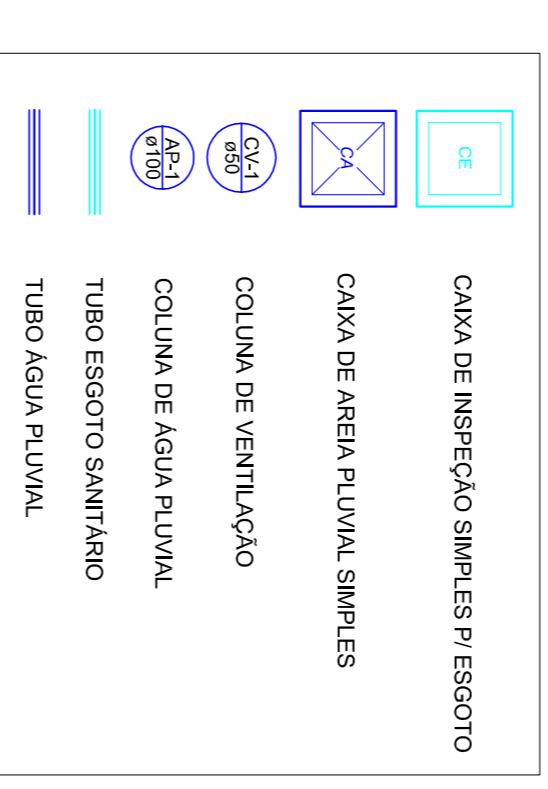 CE CAIXA DE INSPEÇÃO SIMPLES P/ ESGOTO
CA CAIXA DE AREIA PLUVIAL SIMPLES
CV-1
ø50
COLUNA DE VENTILAÇÃO
AP-1
ø100
COLUNA DE ÁGUA PLUVIAL
TUBO ESGOTO SANITÁRIO
TUBO ÁGUA PLUVIAL